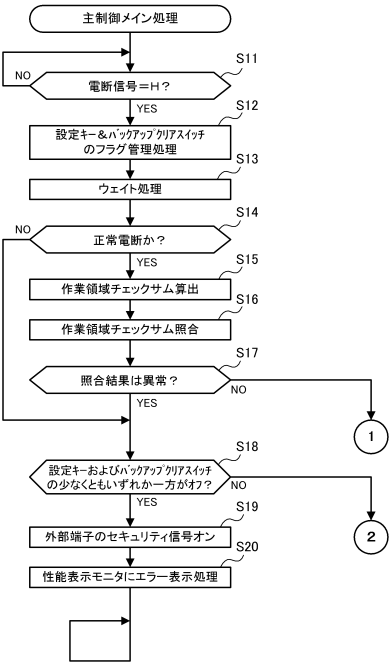 主制御メイン処理
S11
NO
電断信号＝H？
YES
S12
設定キー＆ﾊﾞｯｸｱｯﾌﾟｸﾘｱｽｲｯﾁ
のフラグ管理処理
S13
ウェイト処理
S14
NO
正常電断か？
YES
S15
作業領域チェックサム算出
S16
作業領域チェックサム照合
S17
照合結果は異常？
NO
YES
1
S18
設定キーおよびﾊﾞｯｸｱｯﾌﾟｸﾘｱｽｲｯﾁ
の少なくともいずれか一方がｵﾌ？
NO
YES
2
S19
外部端子のセキュリティ信号オン
S20
性能表示モニタにエラー表示処理